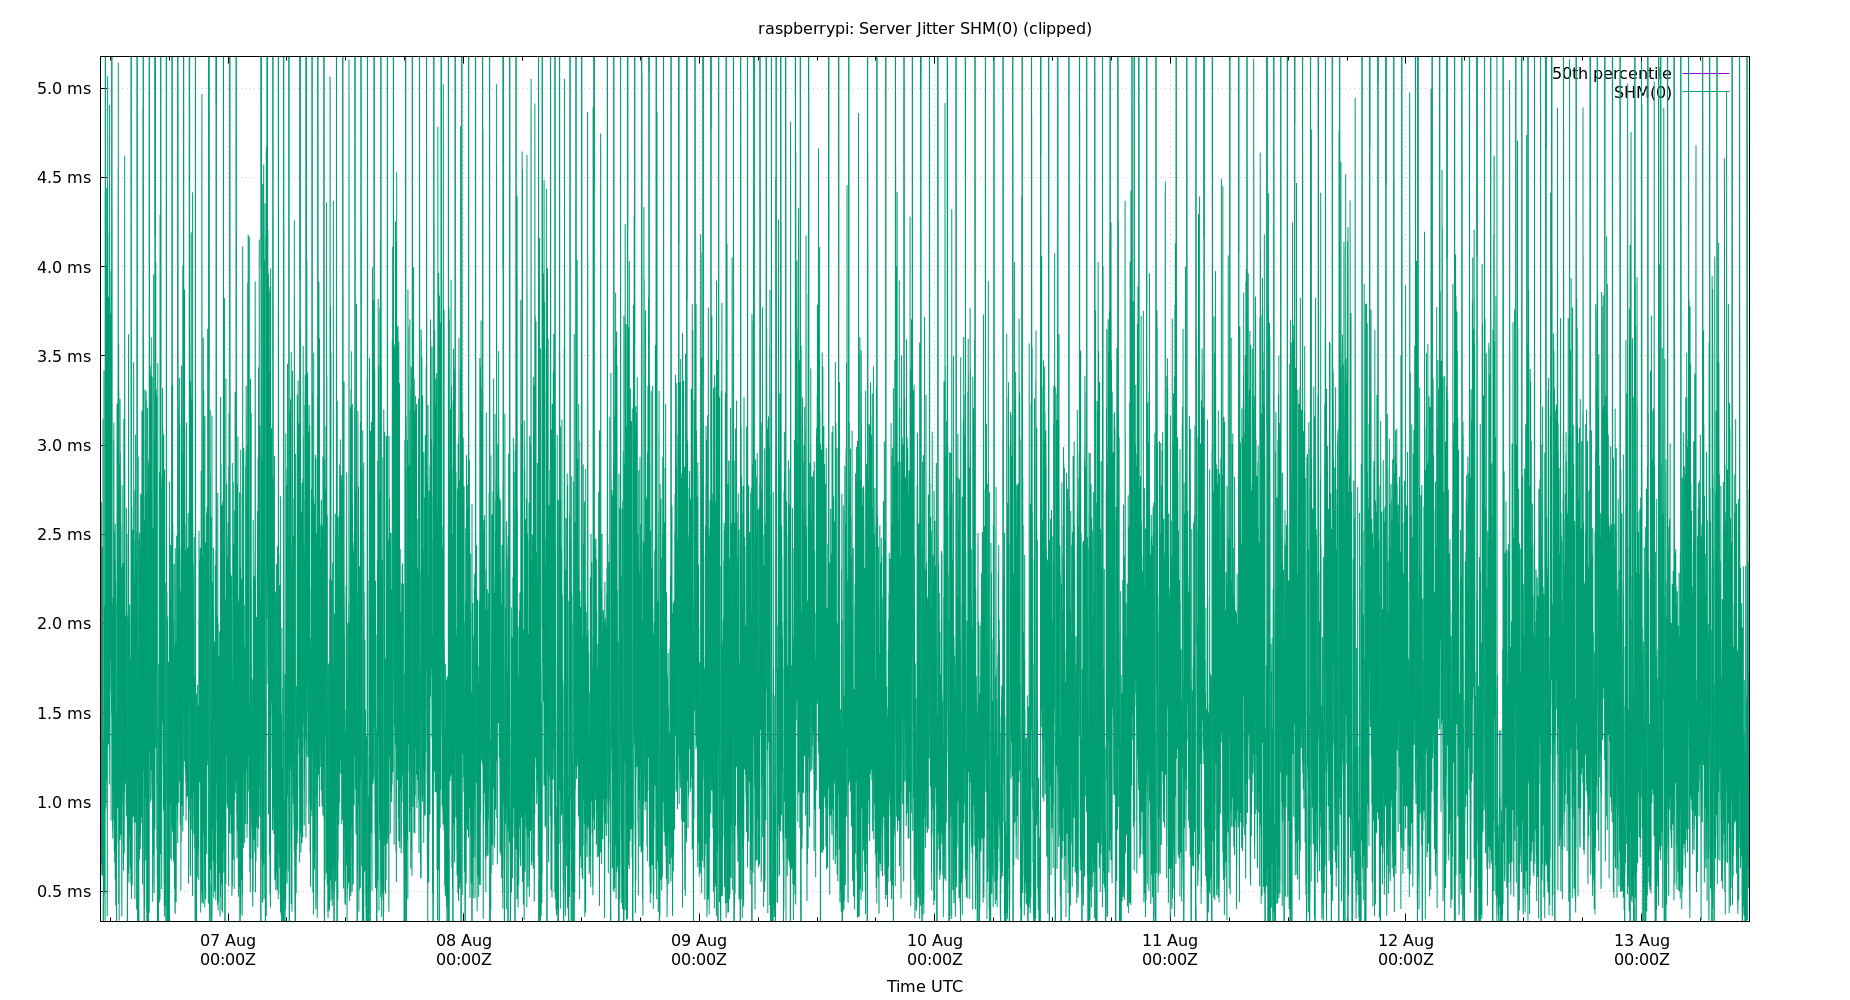 raspberrypi: Server Jitter SHM(0) (clipped)
50th percentile
SHM(0)
5.0 ms
4.5 ms
4.0 ms
3.5 ms
3.0 ms
2.5 ms
2.0 ms
1.5 ms
1.0 ms
0.5 ms
07 Aug 08 Aug 09 Aug 10 Aug 11 Aug 12 Aug 13 Aug
00:00Z 00:00Z 00:00Z 00:00Z 00:00Z 00:00Z 00:00Z
Time UTC